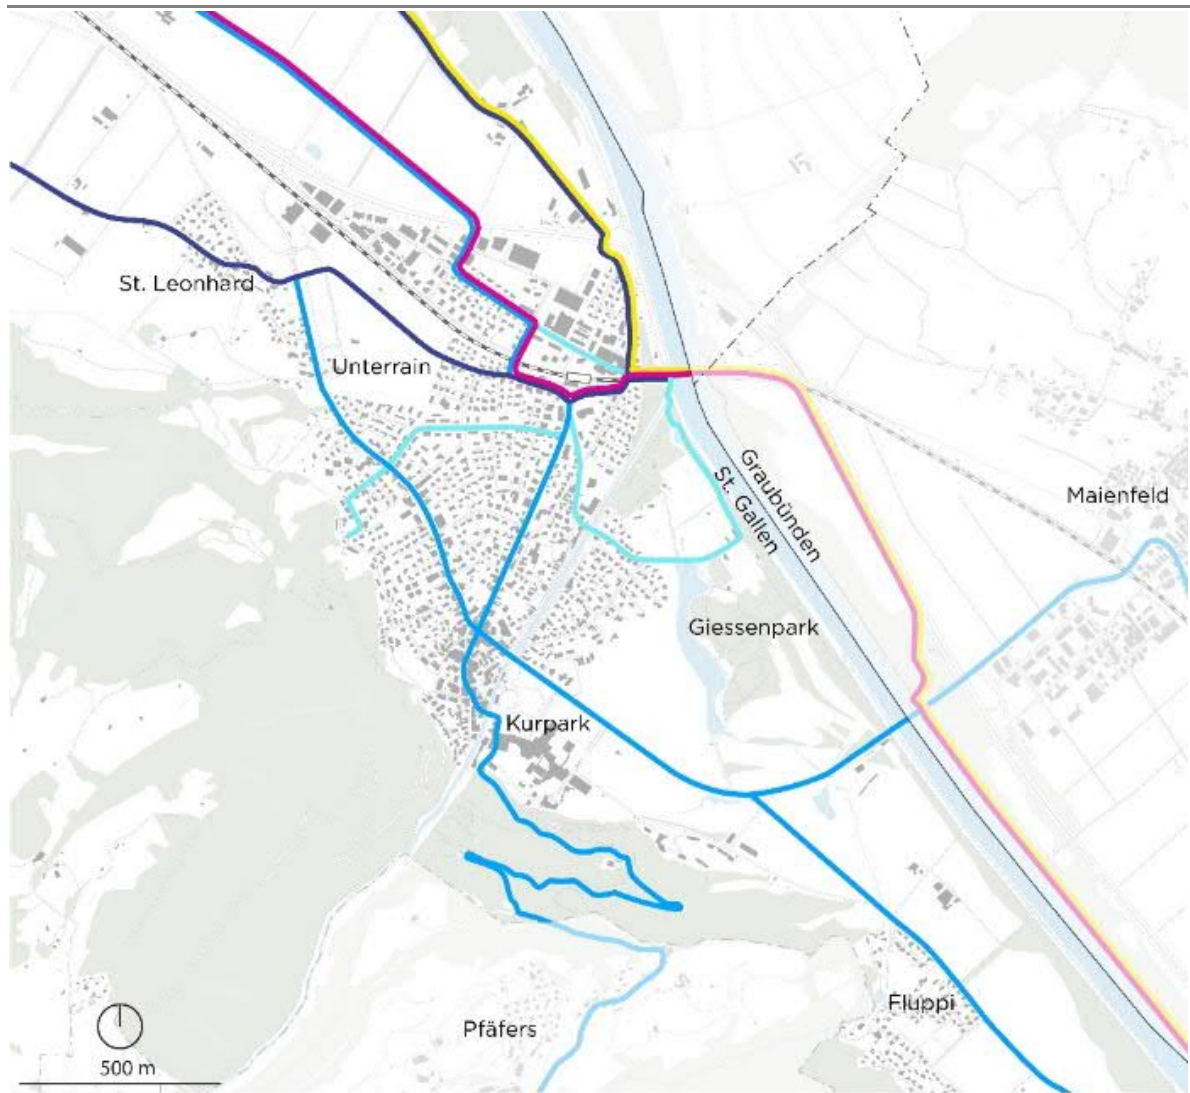 St. Leonhard
Unterrain
Graubünden
St. Gallen
Maienfeld
Giessenpark
Kurpark
Fluppi
Pfäfers
500 m